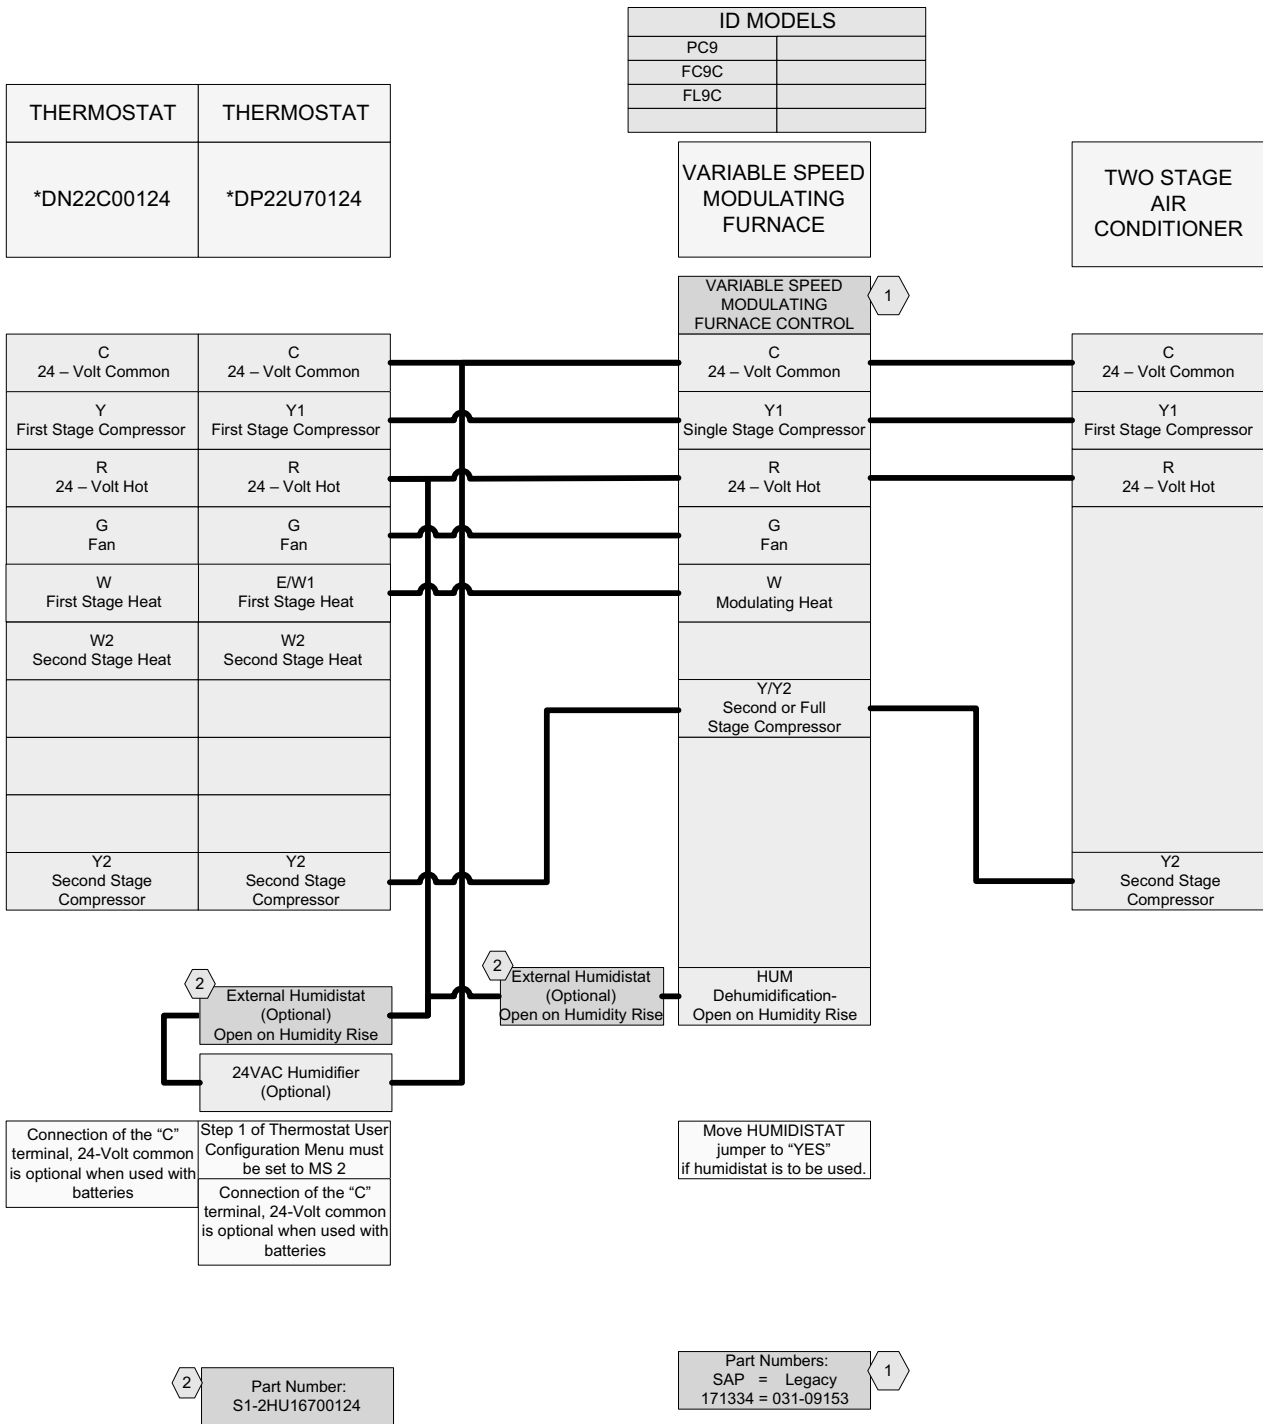 ID MODELS
PC9
FC9C
FL9C
THERMOSTAT
THERMOSTAT
*DN22C00124
*DP22U70124
VARIABLE SPEED
MODULATING
FURNACE
TWO STAGE
AIR
CONDITIONER
VARIABLE SPEED
MODULATING
FURNACE CONTROL
1
C
24 – Volt Common
C
24 – Volt Common
C
24 – Volt Common
C
24 – Volt Common
Y
First Stage Compressor
Y1
First Stage Compressor
Y1
Single Stage Compressor
Y1
First Stage Compressor
R
24 – Volt Hot
R
24 – Volt Hot
R
24 – Volt Hot
R
24 – Volt Hot
G
Fan
G
Fan
G
Fan
W
First Stage Heat
E/W1
First Stage Heat
W
Modulating Heat
W2
Second Stage Heat
W2
Second Stage Heat
Y/Y2
Second or Full
Stage Compressor
Y2
Second Stage
Compressor
Y2
Second Stage
Compressor
Y2
Second Stage
Compressor
2
External Humidistat
(Optional)
Open on Humidity Rise
2
External Humidistat
(Optional)
Open on Humidity Rise
HUM
Dehumidification-
Open on Humidity Rise
24VAC Humidifier
(Optional)
Connection of the “C”
terminal, 24-Volt common
is optional when used with
batteries
Step 1 of Thermostat User
Configuration Menu must
be set to MS 2
Connection of the “C”
terminal, 24-Volt common
is optional when used with
batteries
Move HUMIDISTAT
jumper to “YES”
if humidistat is to be used.
2
Part Number:
S1-2HU16700124
Part Numbers:
SAP = Legacy
171334 = 031-09153
1